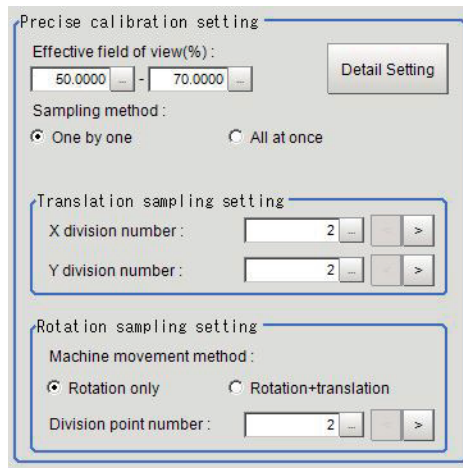 Precise calibration setting
Effective field of view(%) :
50.0000 ... - 70.0000 ... Detail Setting
Sampling method :
One by one All at once
Translation sampling setting
X division number : 2 ... < >
Y division number : 2 ... < >
Rotation sampling setting
Machine movement method :
Rotation only Rotation+translation
Division point number : 2 ... < >